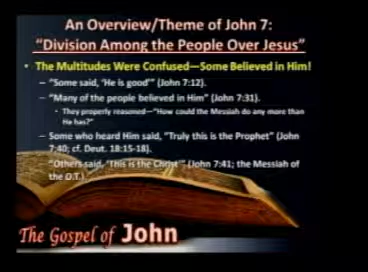 An Overview/Theme of John 7:
"Division Among the People Over Jesus"
• The Multitudes Were Confused—Some Believed in Him!
– "Some said, 'He is good'" (John 7:12).
– "Many of the people believed in Him" (John 7:31).
• They properly reasoned—"How could the Messiah do any more than
He has?"
– Some who heard Him said, "Truly this is the Prophet" (John
7:40; cf. Deut. 18:15-18).
"Others said, 'This is the Christ'" (John 7:41; the Messiah of
the O.T.).
The Gospel of John